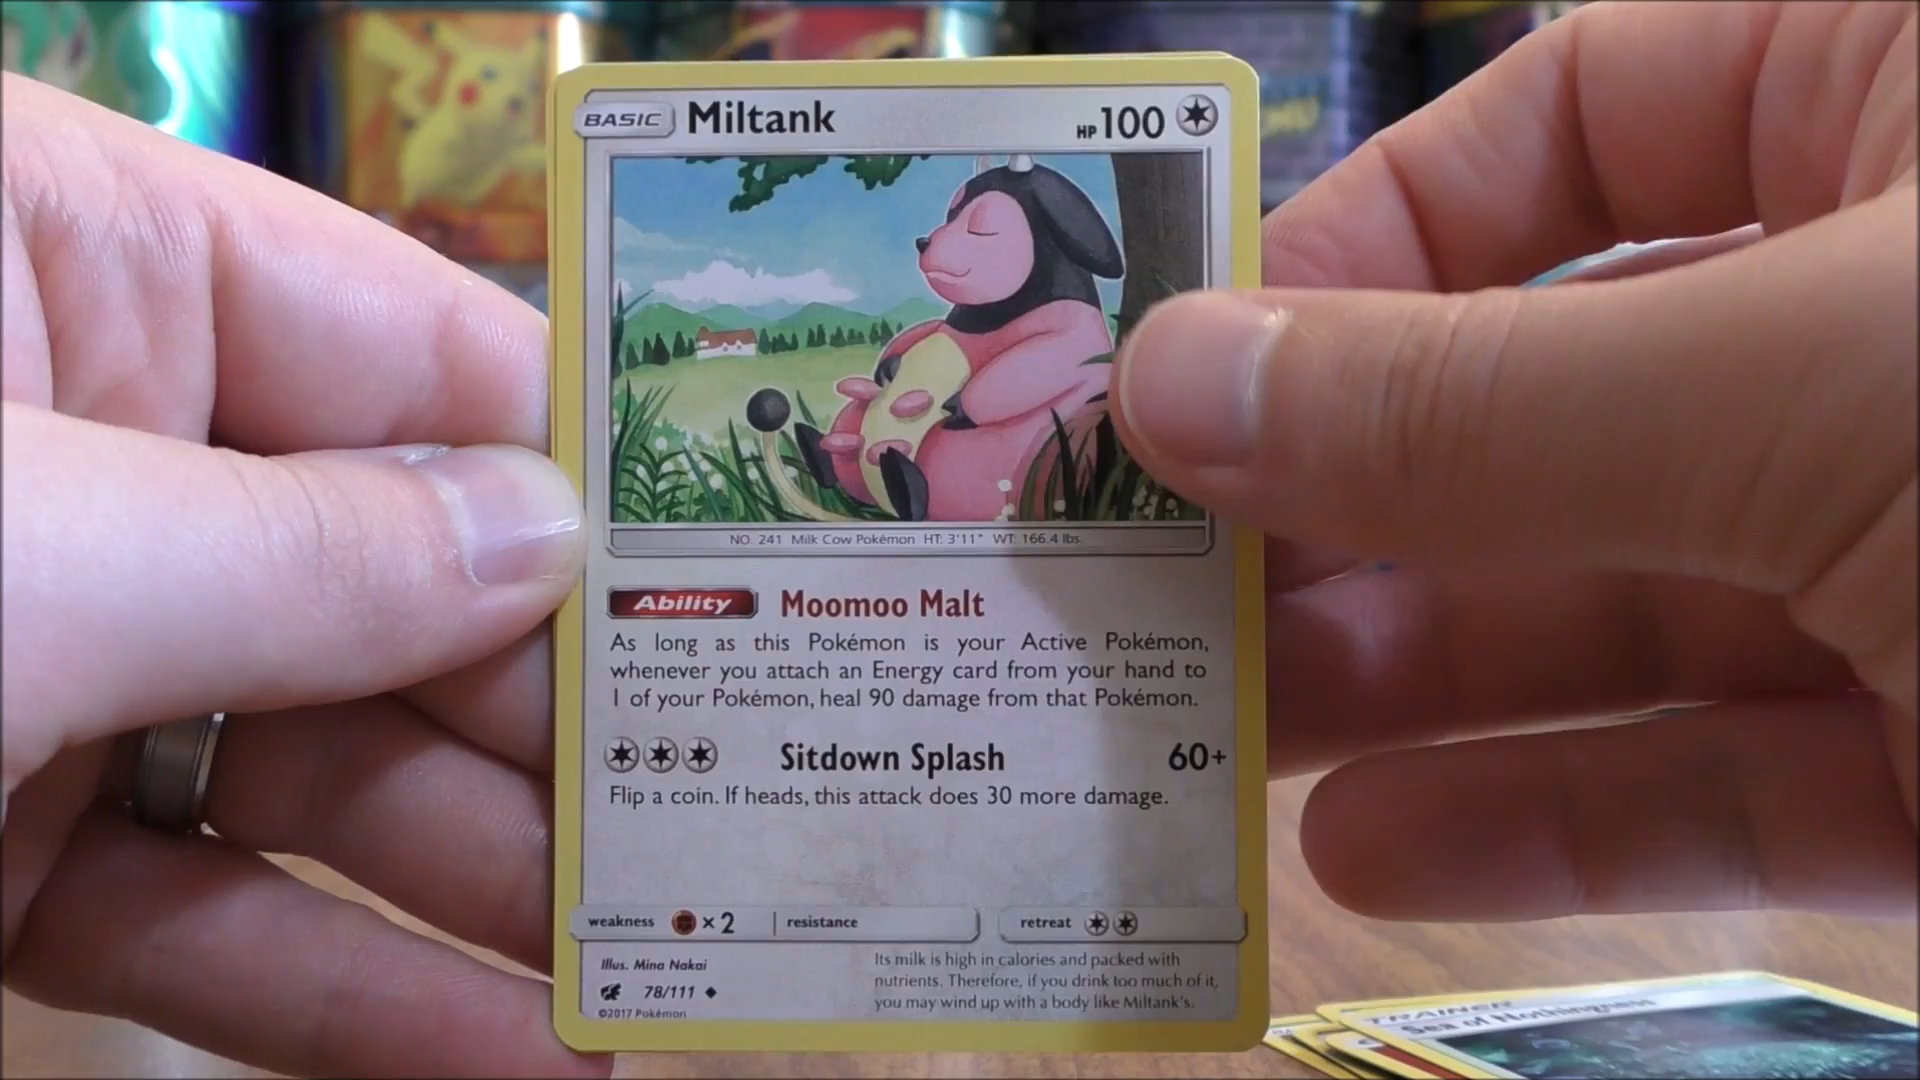 BASIC Miltank HP 100
NO. 241 Milk Cow Pokémon HT: 3'11" WT: 166.4 lbs.
Ability Moomoo Malt
As long as this Pokémon is your Active Pokémon,
whenever you attach an Energy card from your hand to
1 of your Pokémon, heal 90 damage from that Pokémon.
Sitdown Splash 60+
Flip a coin. If heads, this attack does 30 more damage.
weakness ×2 resistance retreat
Illus. Mina Nakai
78/111
©2017 Pokémon
Its milk is high in calories and packed with
nutrients. Therefore, if you drink too much of it,
you may wind up with a body like Miltank's.
TRAINER
Sea of Nothingness